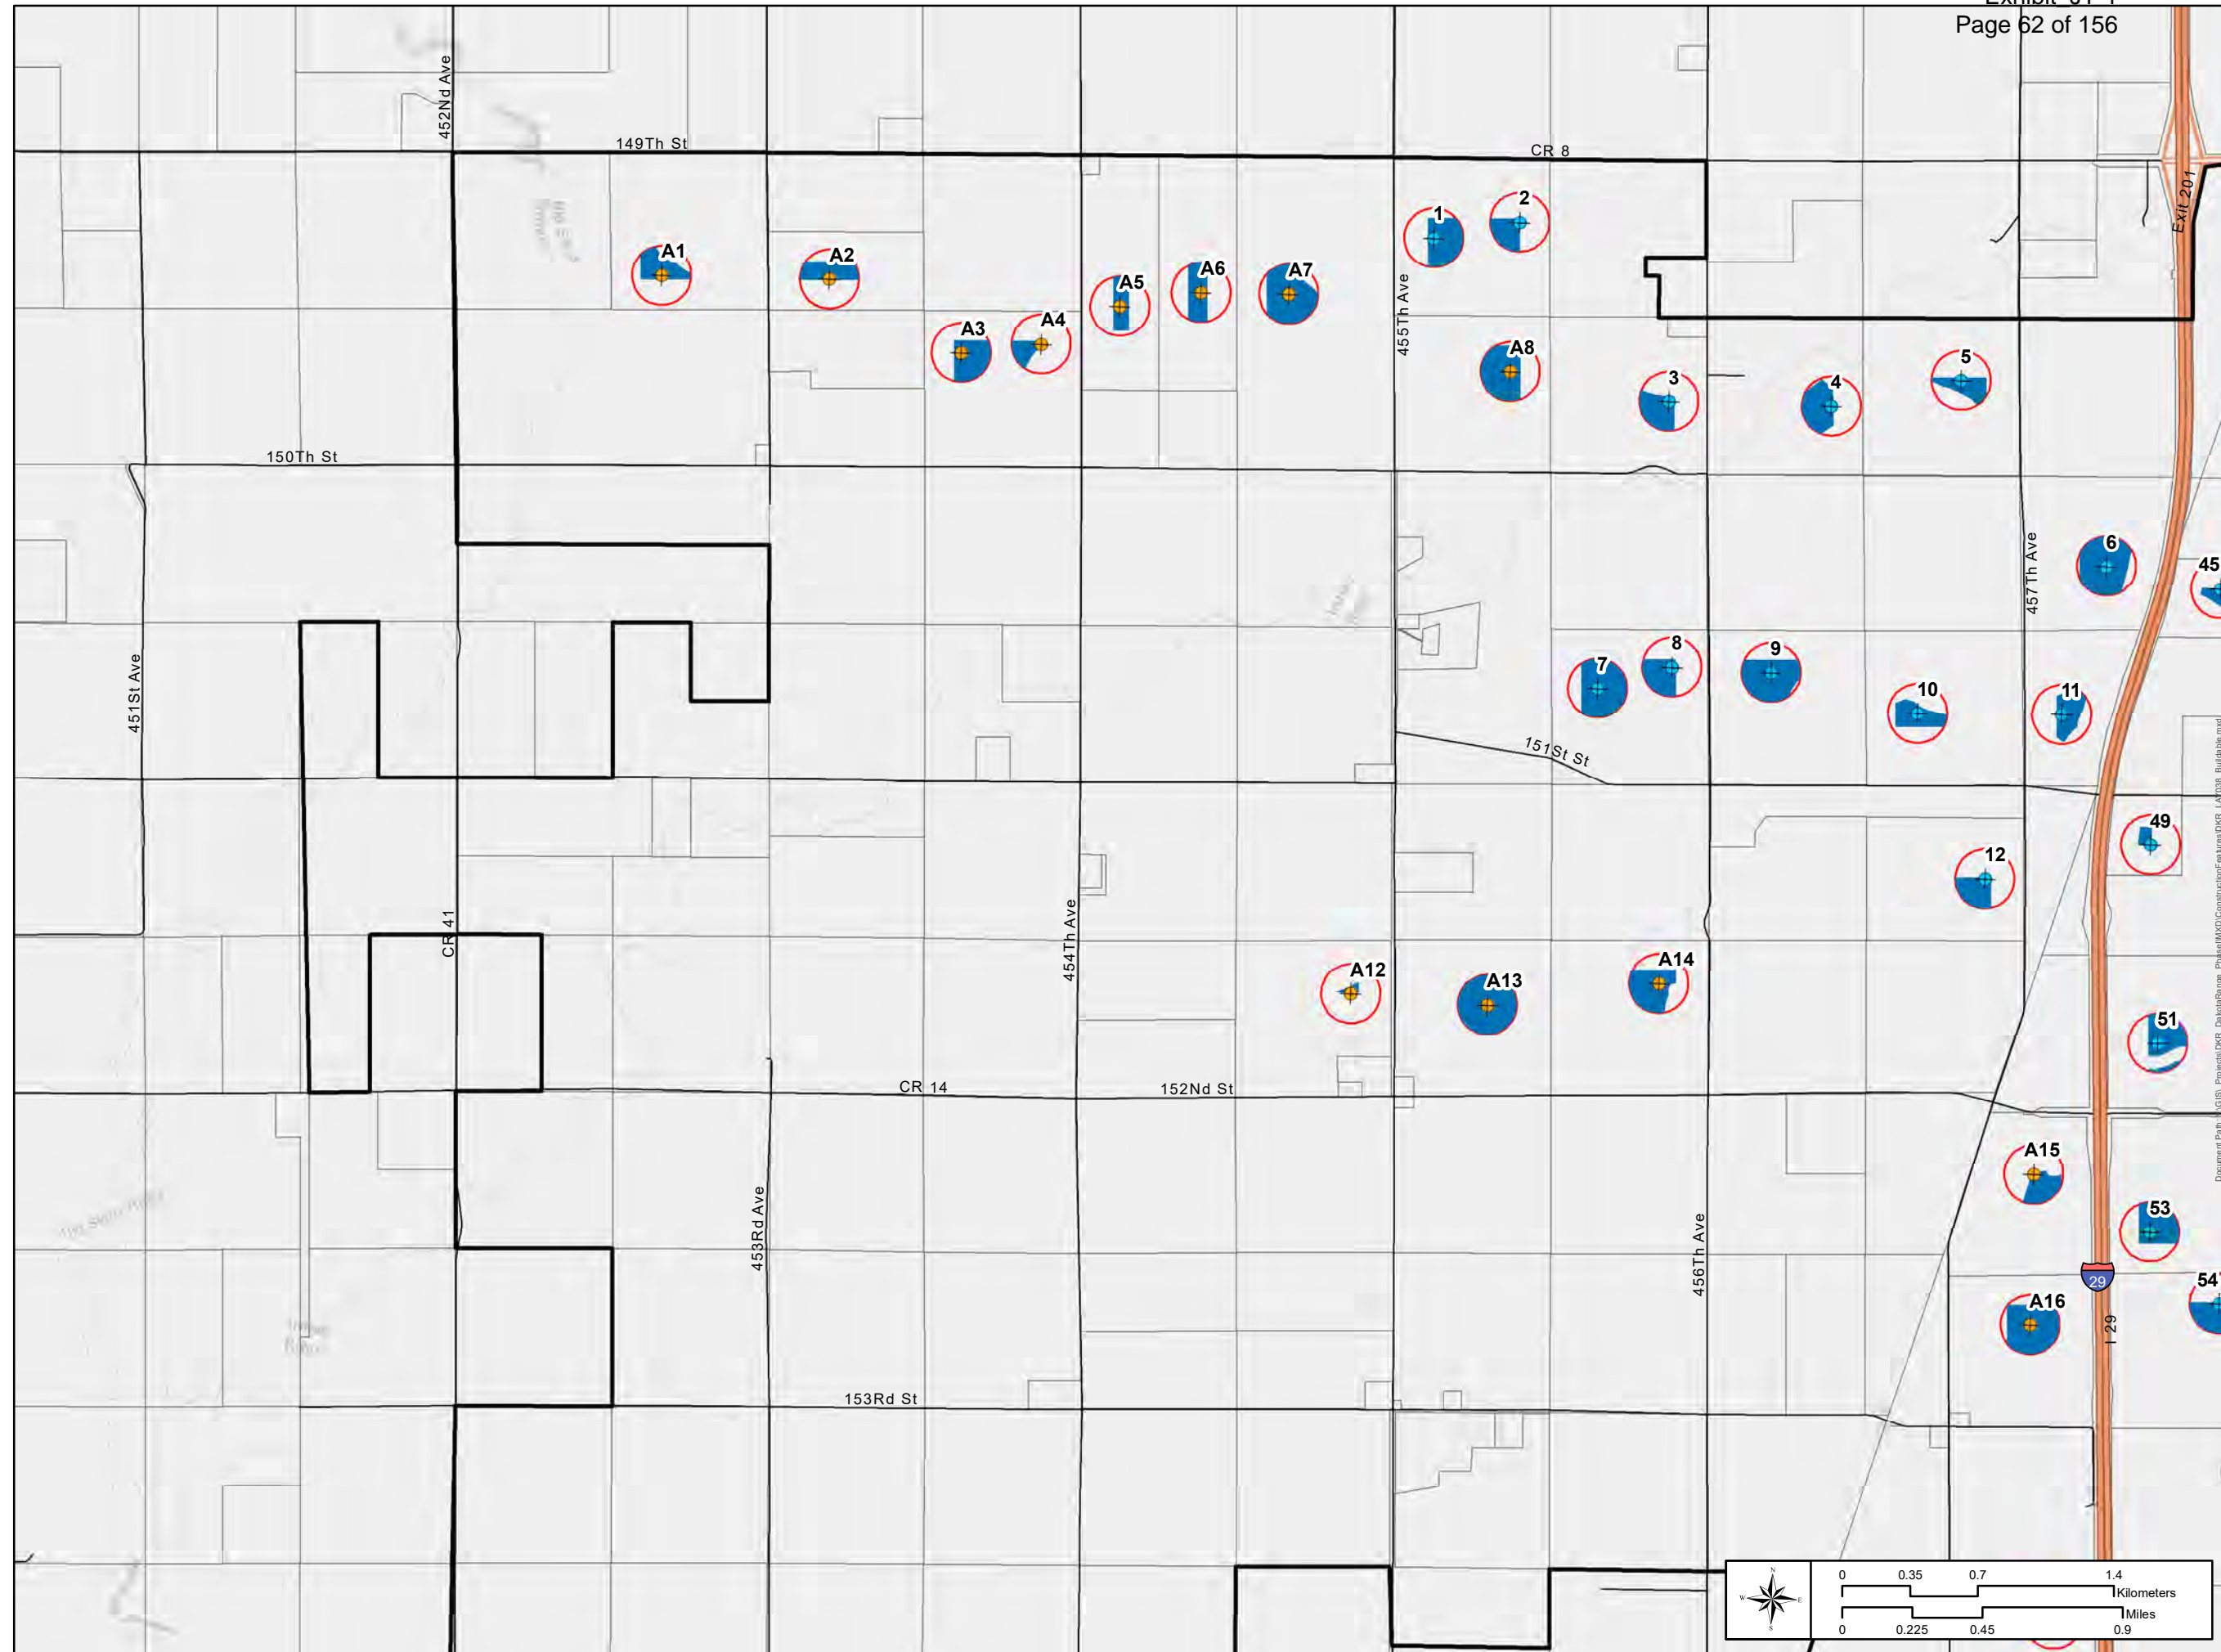 Page 62 of 156
452Nd Ave
149Th St
CR 8
Exit 201
1
2
A1
A2
A5
A6
A7
455Th Ave
A3
A4
A8
3
4
5
150Th St
6
45
457Th Ave
7
8
9
10
11
451St Ave
151St St
49
12
CR 41
454Th Ave
A12
A13
A14
51
CR 14
152Nd St
A15
453Rd Ave
456Th Ave
53
29
54
A16
I 29
153Rd St
N
W
E
S
0 0.35 0.7 1.4
Kilometers
Miles
0 0.225 0.45 0.9